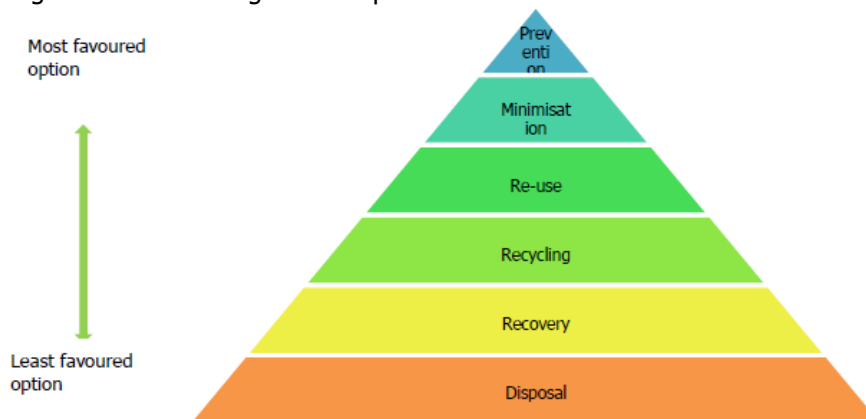 Most favoured
option
Prev
enti
on
Minimisat
ion
Re-use
Recycling
Recovery
Least favoured
option
Disposal